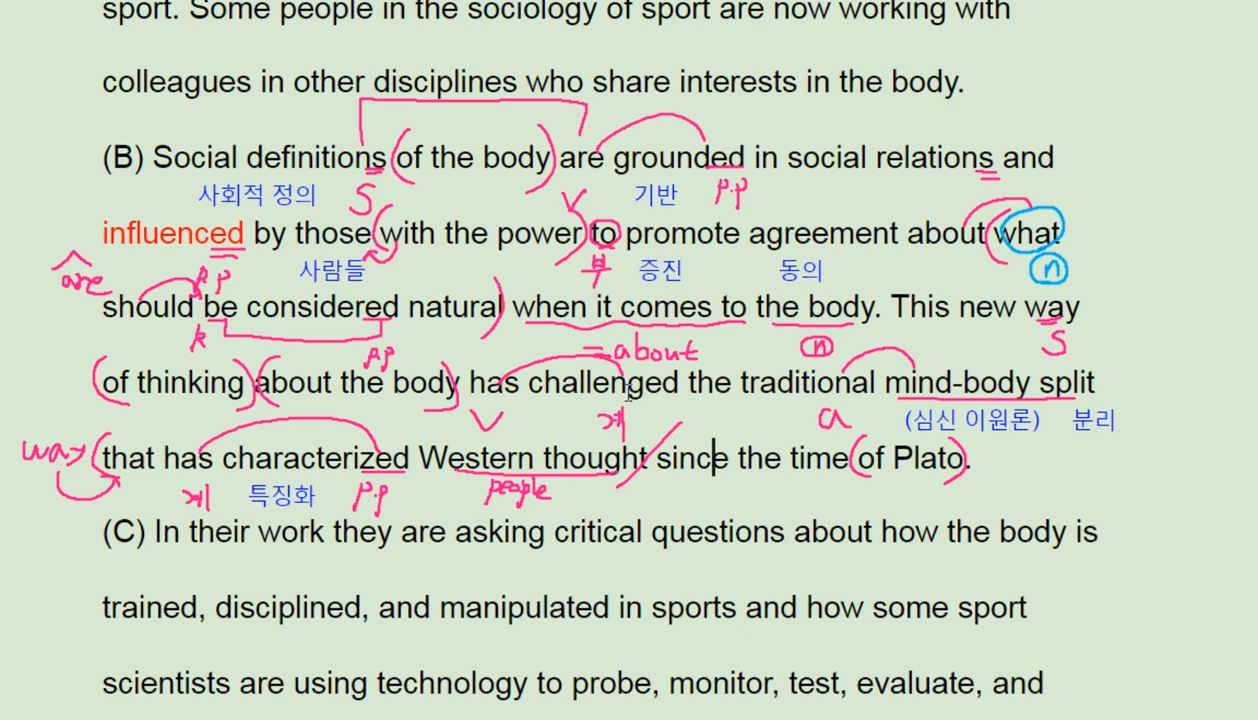 sport. Some people in the sociology of sport are now working with
colleagues in other disciplines who share interests in the body.
(B) Social definitions of the body are grounded in social relations and
사회적 정의 S V 기반 P.P
influenced by those with the power to promote agreement about what
are P.P 사람들 부 증진 동의 n
should be considered natural when it comes to the body. This new way
R P.P = about n S
of thinking about the body has challenged the traditional mind-body split
V 계 a (심신 이원론) 분리
way that has characterized Western thought since the time of Plato.
계 특징화 P.P people
(C) In their work they are asking critical questions about how the body is
trained, disciplined, and manipulated in sports and how some sport
scientists are using technology to probe, monitor, test, evaluate, and